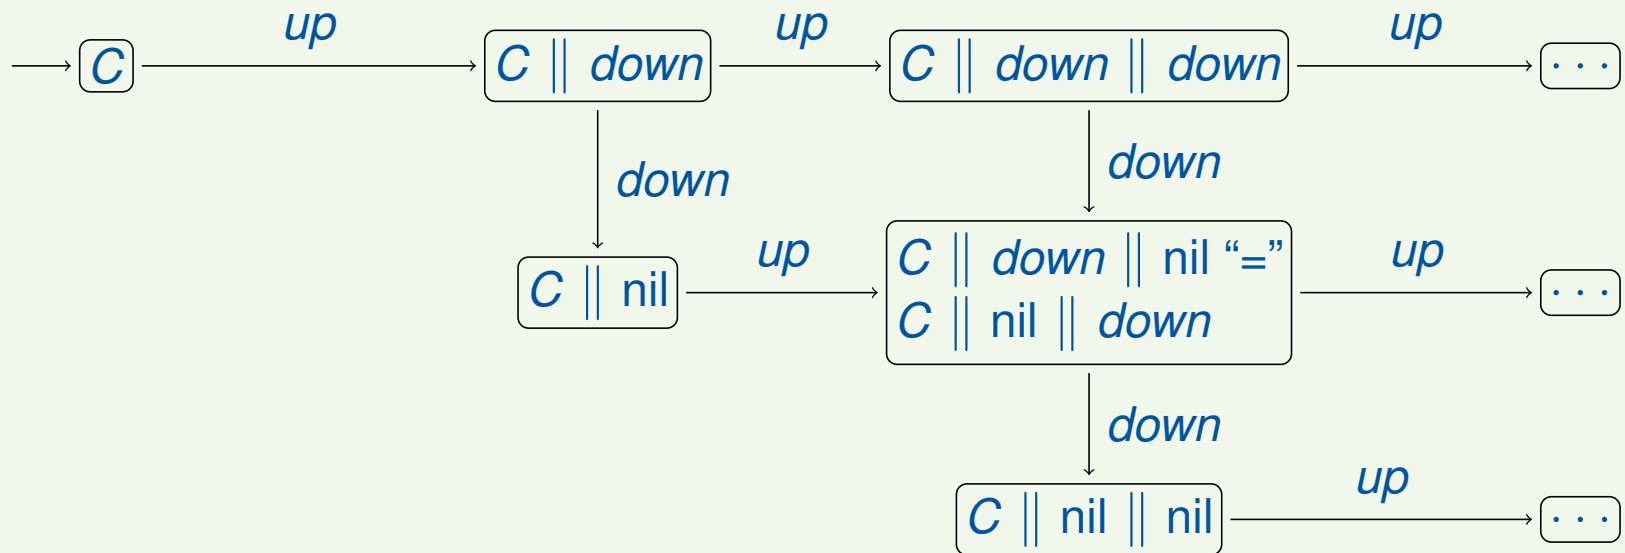 up up up
C C ∥ down C ∥ down ∥ down ···
down down
up up
C ∥ nil C ∥ down ∥ nil “=” ···
C ∥ nil ∥ down
down
up
C ∥ nil ∥ nil ···